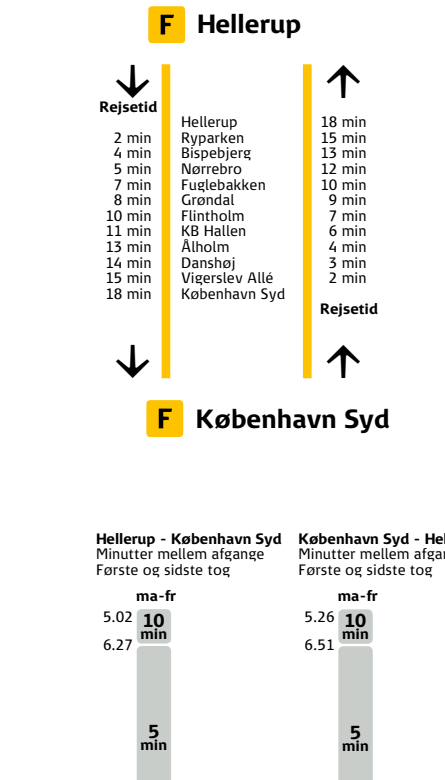 F Hellerup
Rejsetid
Hellerup 18 min
2 min Ryparken 15 min
4 min Bispebjerg 13 min
5 min Nørrebro 12 min
7 min Fuglebakken 10 min
8 min Grøndal 9 min
10 min Flintholm 7 min
11 min KB Hallen 6 min
13 min Ålholm 4 min
14 min Danshøj 3 min
15 min Vigerslev Allé 2 min
18 min København Syd
Rejsetid
F København Syd
Hellerup - København Syd
Minutter mellem afgange
Første og sidste tog
ma-fr
5.02
10
min
6.27
5
min
København Syd - Hel
Minutter mellem afgan
Første og sidste tog
ma-fr
5.26
10
min
6.51
5
min